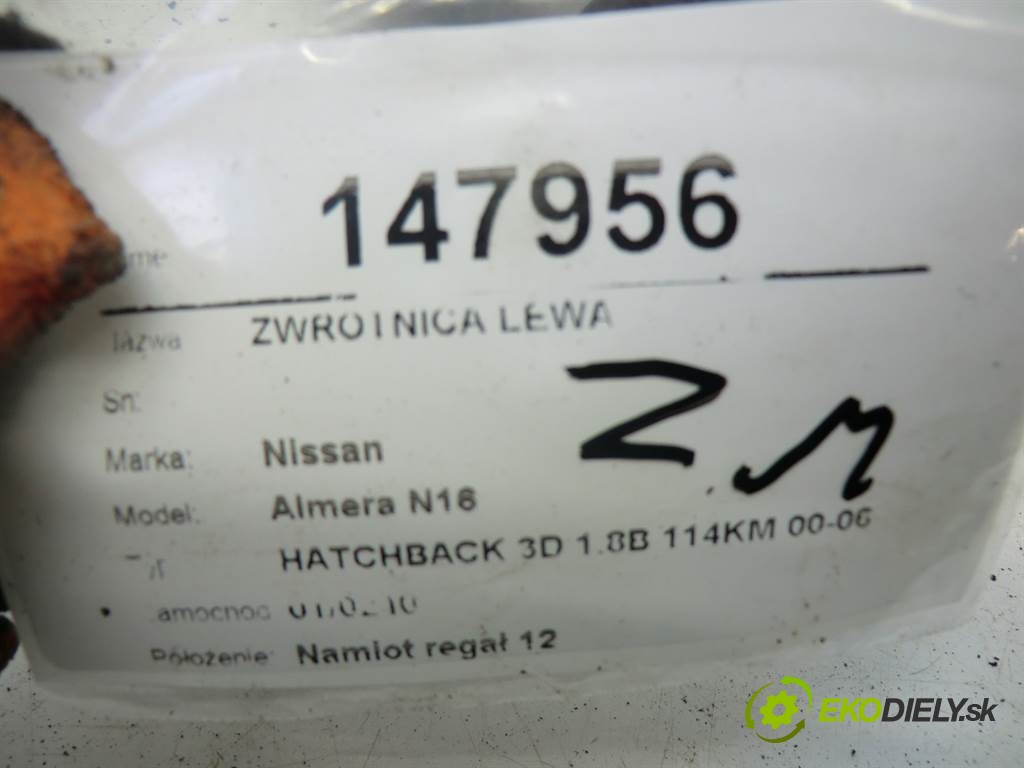 147956
ZWROTNICA LEWA
Sn:
Marka: Nissan
Model: Almera N16
HATCHBACK 3D 1.8B 114KM 00-06
Położenie: Namiot regał 12
Z M
EKODIELY.sk